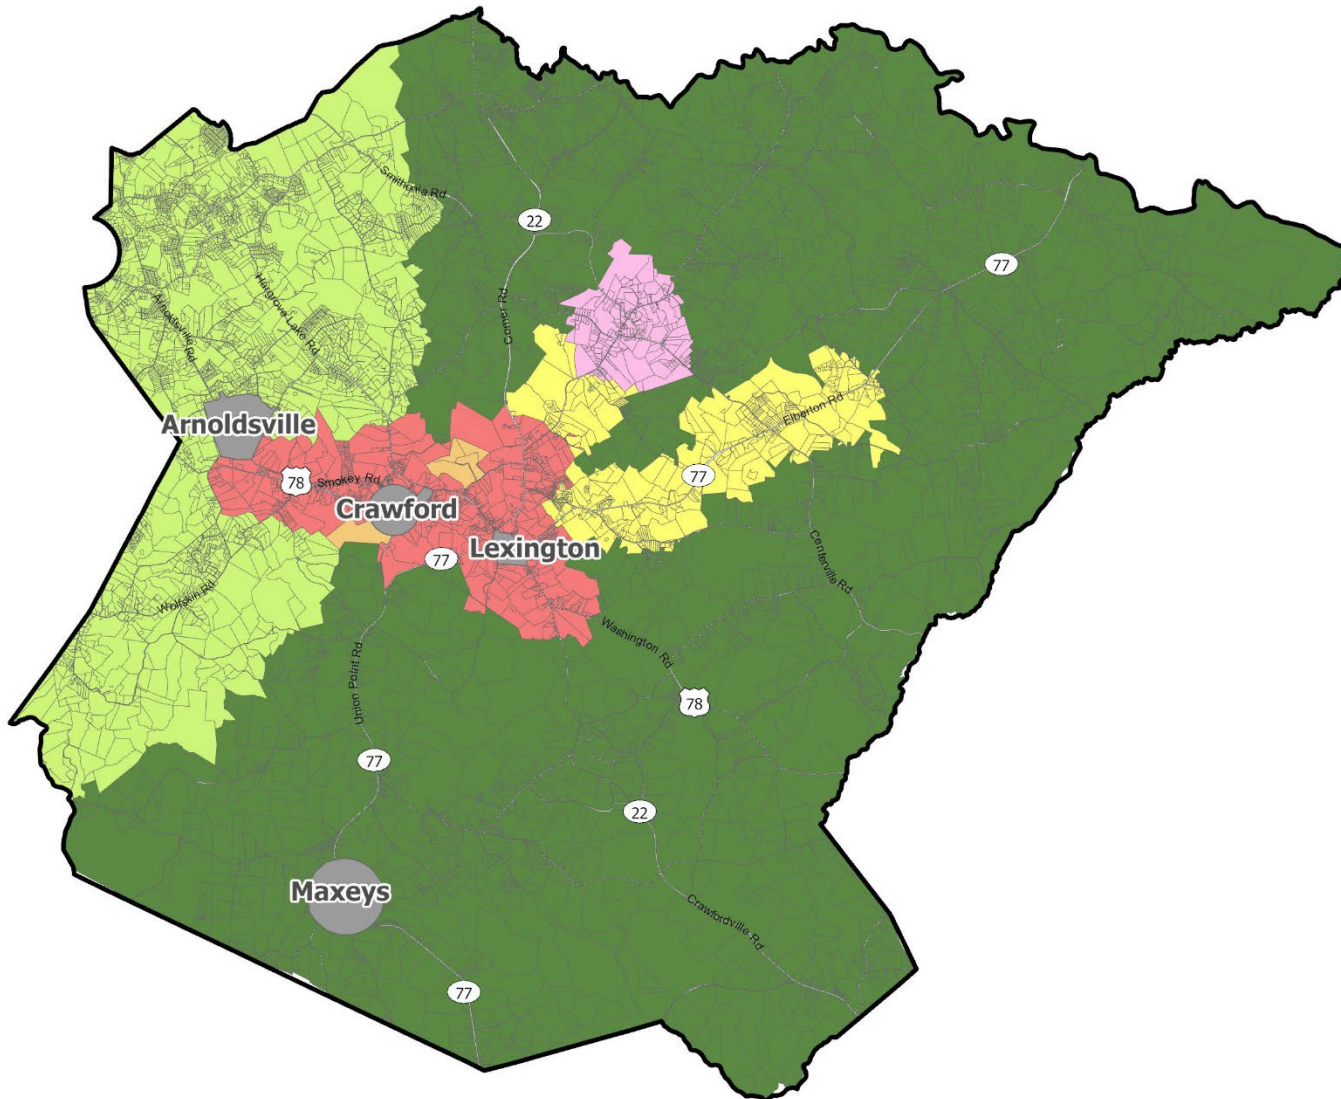 Smithonia Rd
22
77
Hargrove Lake Rd
Arnoldsville Rd
Comer Rd
Elberton Rd
Arnoldsville
78
Smokey Rd
77
Crawford
Lexington
77
Centerville Rd
Wolfskin Rd
Washington Rd
Union Point Rd
78
77
22
Maxeys
Crawfordville Rd
77